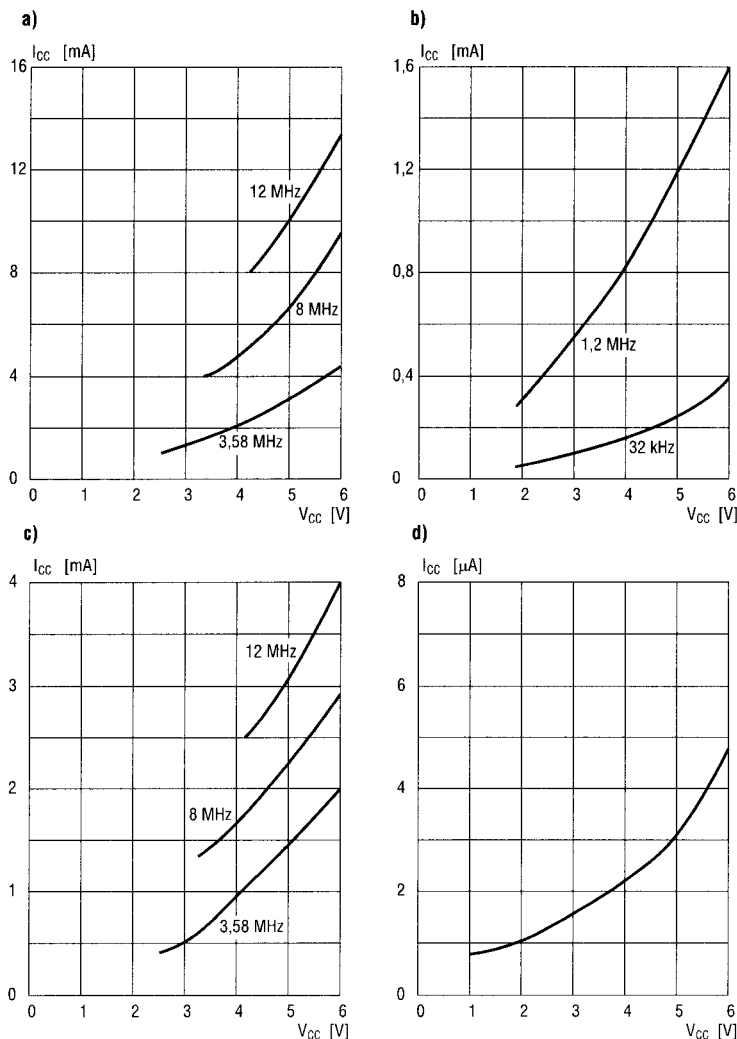 a)
I_CC [mA]
16
12
8
4
0
12 MHz
8 MHz
3,58 MHz
0 1 2 3 4 5 6
V_CC [V]
b)
I_CC [mA]
1,6
1,2
0,8
0,4
0
1,2 MHz
32 kHz
0 1 2 3 4 5 6
V_CC [V]
c)
I_CC [mA]
4
3
2
1
0
12 MHz
8 MHz
3,58 MHz
0 1 2 3 4 5 6
V_CC [V]
d)
I_CC [µA]
8
6
4
2
0
0 1 2 3 4 5 6
V_CC [V]